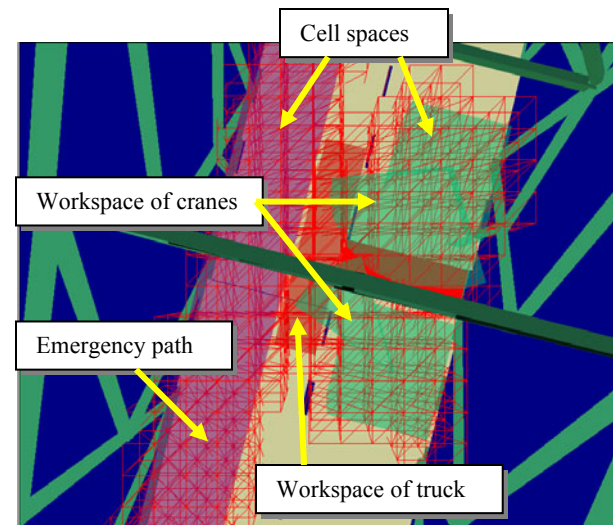 Cell spaces
Workspace of cranes
Emergency path
Workspace of truck